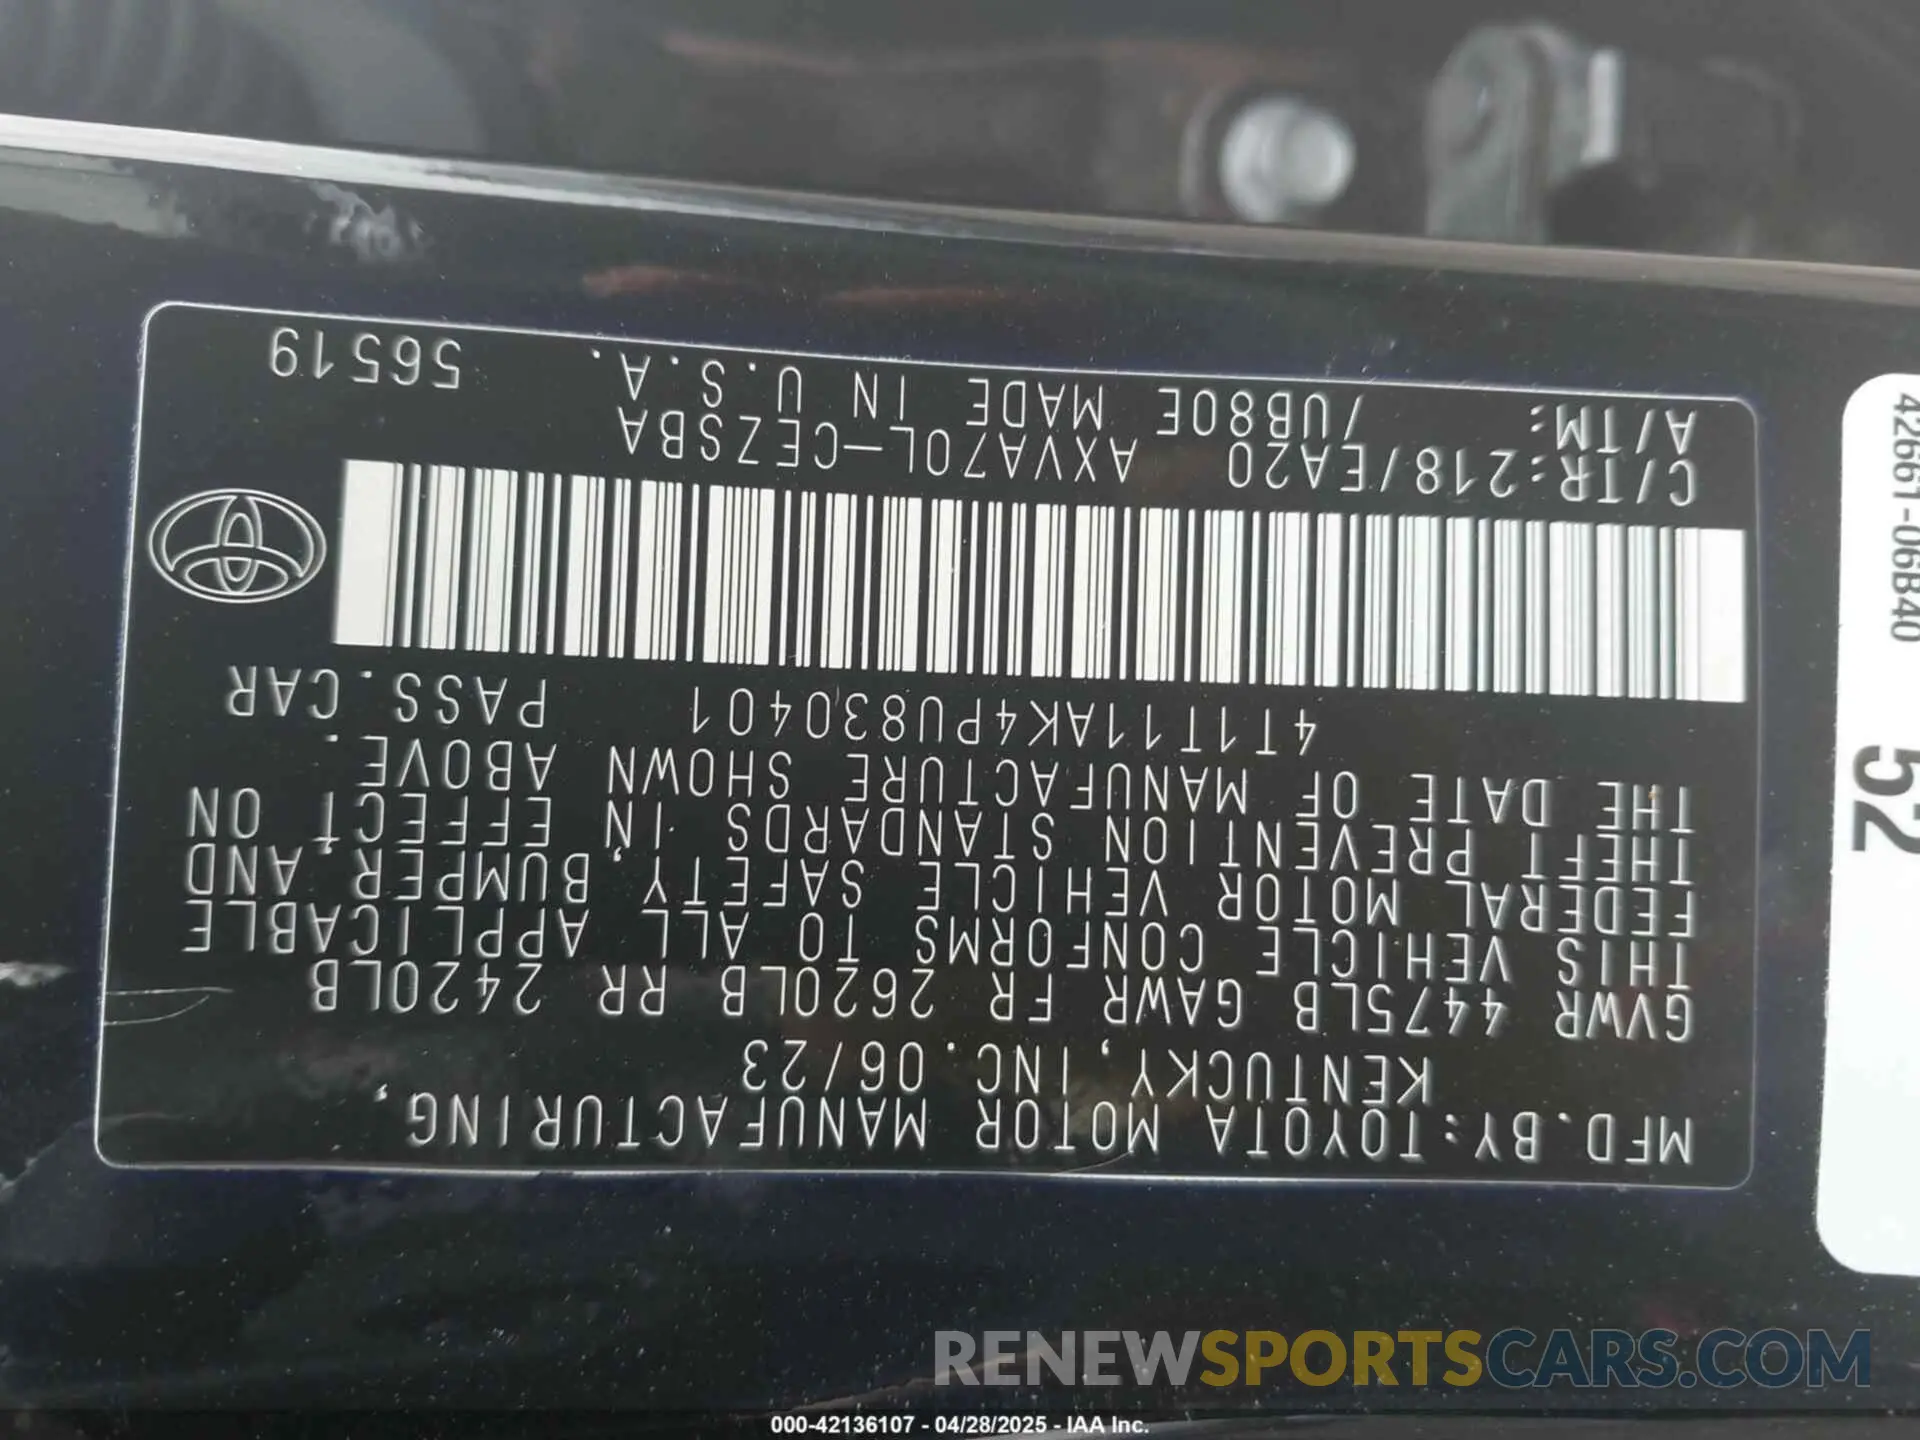 MFD.BY:TOYOTA MOTOR MANUFACTURING,
KENTUCKY,INC.06/23
GVWR 4475LB GAWR FR 2620LB RR 2420LB
THIS VEHICLE CONFORMS TO ALL APPLICABLE
FEDERAL MOTOR VEHICLE SAFETY, BUMPER AND
THEFT PREVENTION STANDARDS IN EFFECT ON
THE DATE OF MANUFACTURE SHOWN ABOVE.
4T1T11AK4PU830401 PASS.CAR
C/TR:218/EA20 AXVA70L-CEZSBA
A/TM: /UB80E MADE IN U.S.A. 56519
42661-06B40
52
RENEWSPORTSCARS.COM
000-42136107 - 04/28/2025 - IAA Inc.